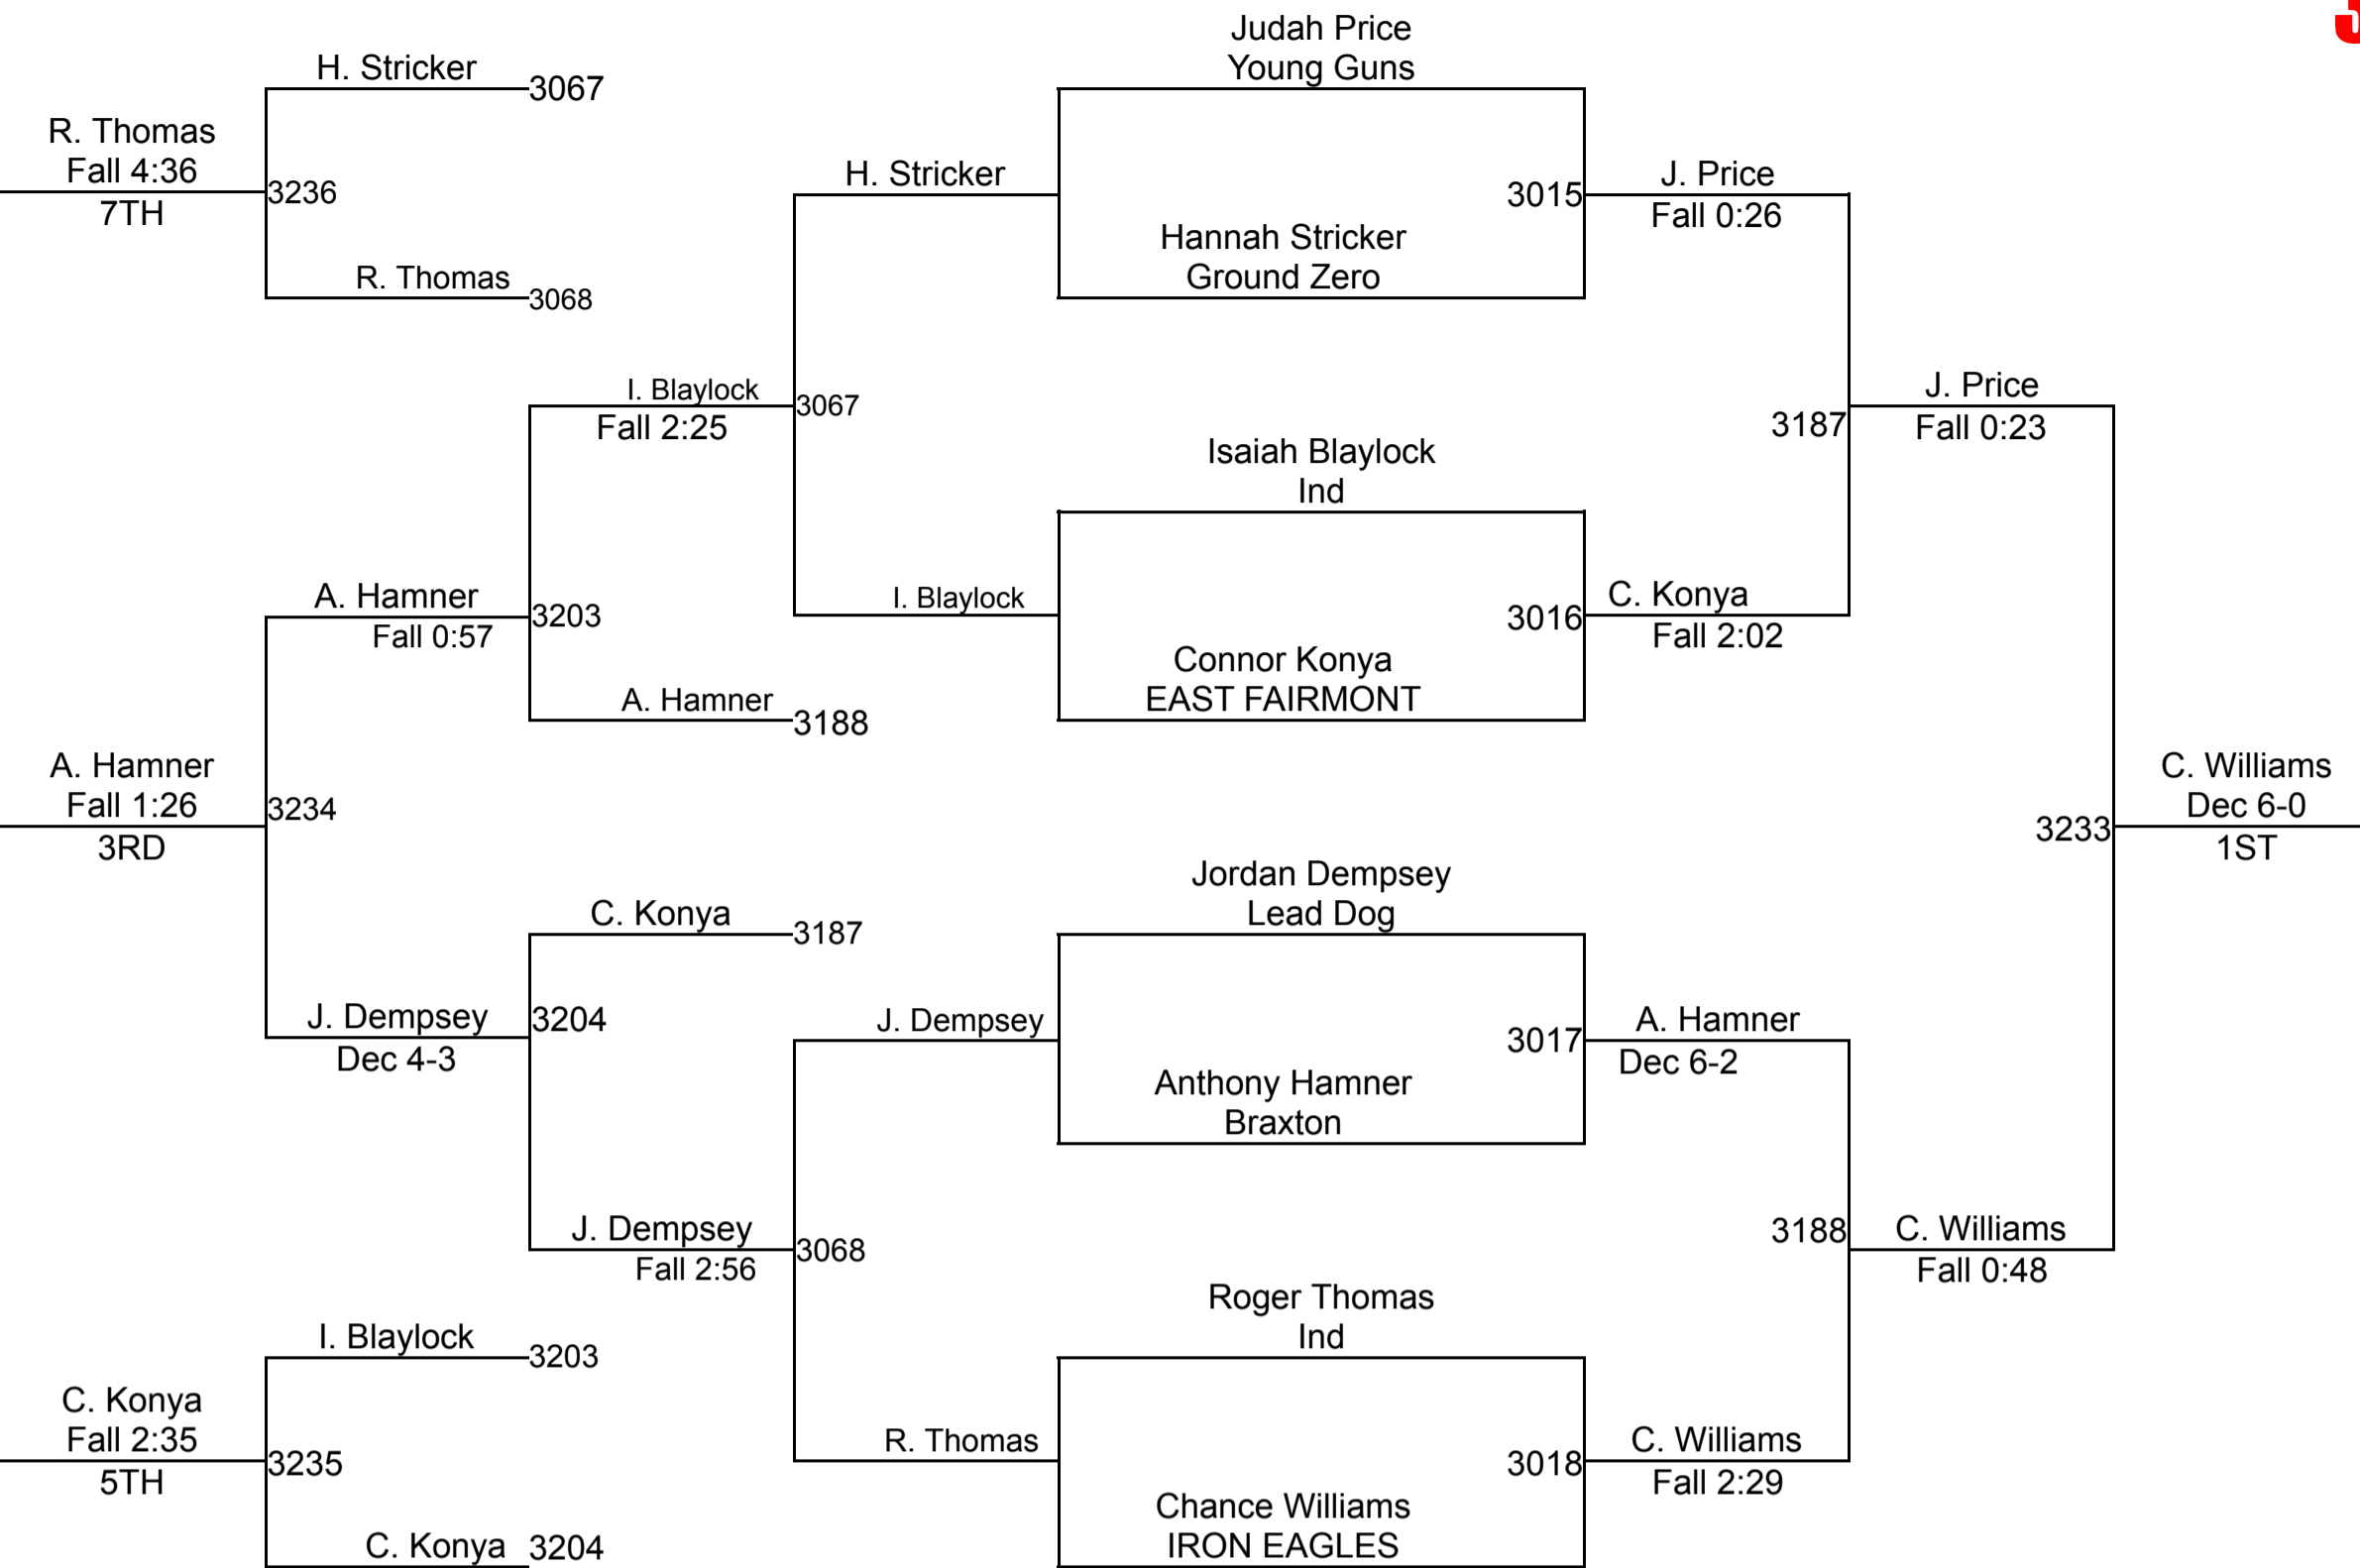 Judah Price
Young Guns
H. Stricker
3067
R. Thomas
Fall 4:36
7TH
3236
H. Stricker
3015
J. Price
Fall 0:26
Hannah Stricker
Ground Zero
R. Thomas
3068
I. Blaylock
Fall 2:25
3067
3187
J. Price
Fall 0:23
Isaiah Blaylock
Ind
A. Hamner
Fall 0:57
3203
I. Blaylock
3016
C. Konya
Fall 2:02
Connor Konya
EAST FAIRMONT
A. Hamner
3188
A. Hamner
Fall 1:26
3RD
3234
3233
C. Williams
Dec 6-0
1ST
Jordan Dempsey
Lead Dog
C. Konya
3187
J. Dempsey
Dec 4-3
3204
J. Dempsey
3017
A. Hamner
Dec 6-2
Anthony Hamner
Braxton
J. Dempsey
Fall 2:56
3068
3188
C. Williams
Fall 0:48
Roger Thomas
Ind
I. Blaylock
3203
C. Konya
Fall 2:35
5TH
3235
R. Thomas
3018
C. Williams
Fall 2:29
Chance Williams
IRON EAGLES
C. Konya
3204